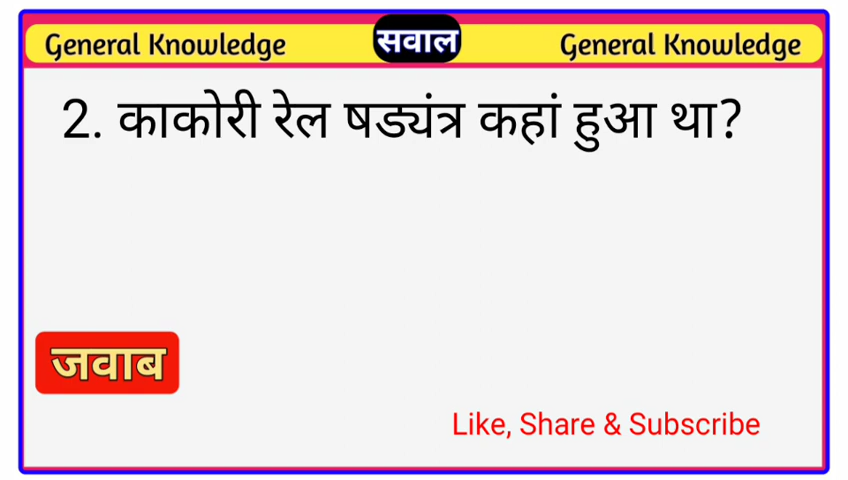 General Knowledge सवाल General Knowledge
2. काकोरी रेल षड्यंत्र कहां हुआ था?
जवाब
Like, Share & Subscribe